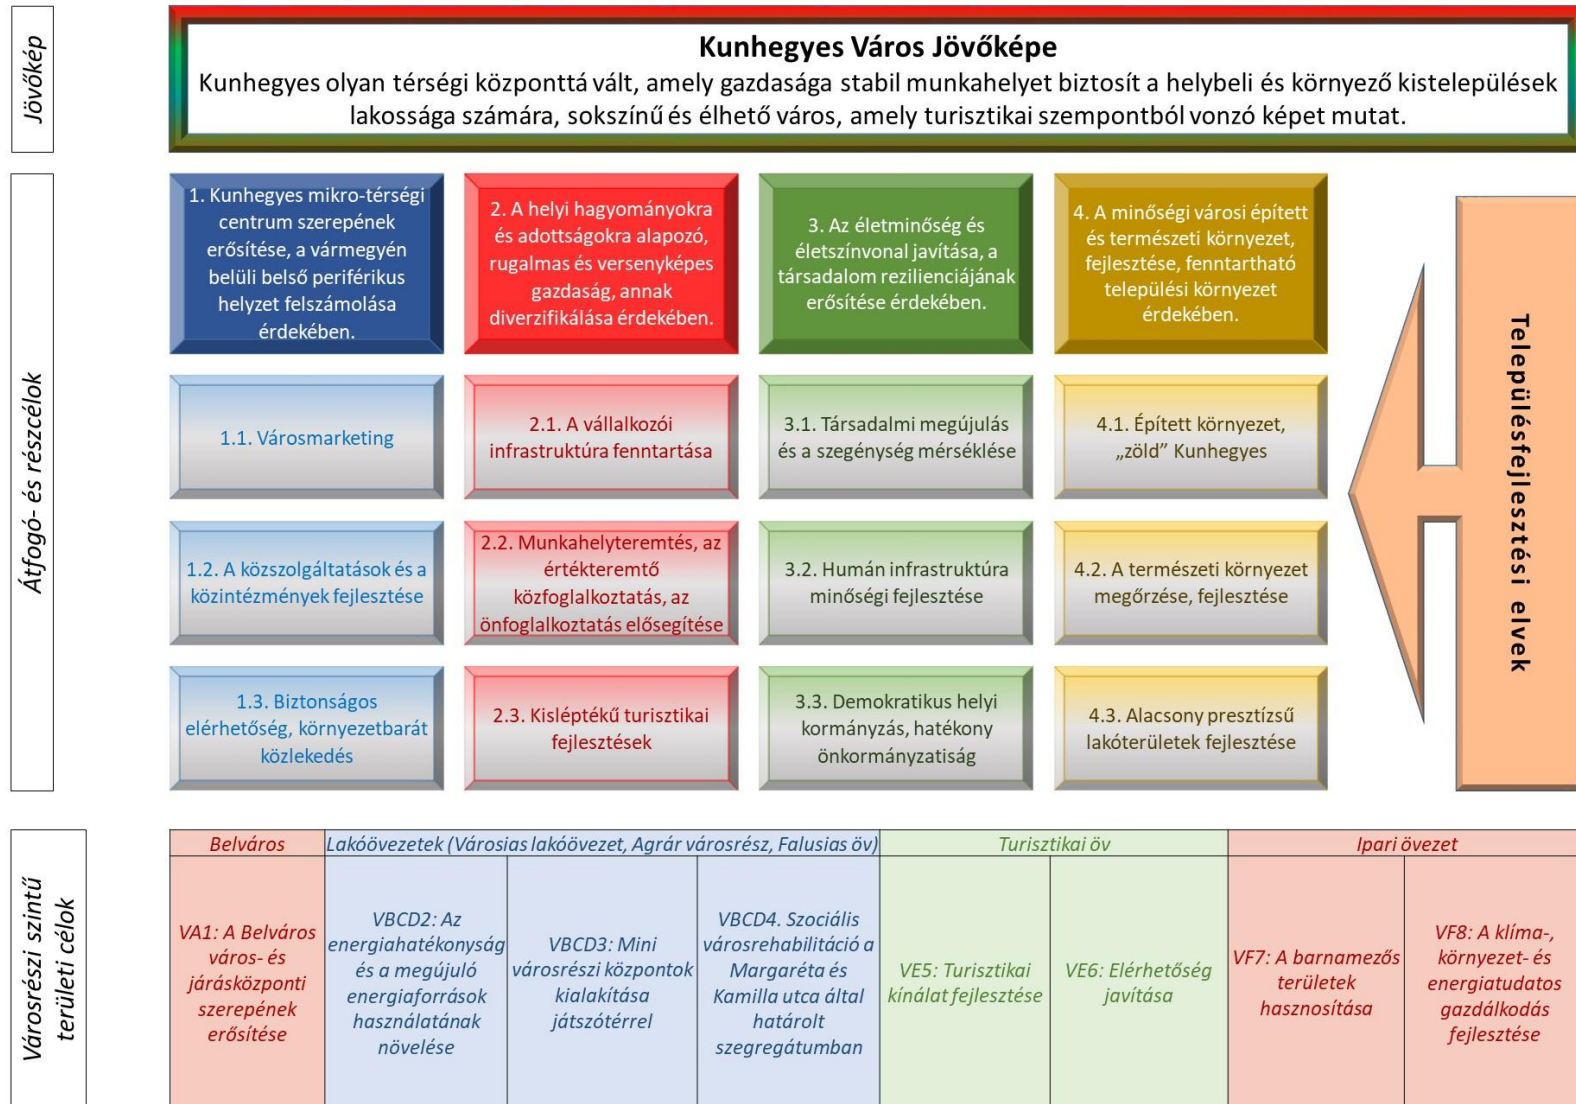 Jövőkép
Kunhegyes Város Jövőképe
Kunhegyes olyan térségi központtá vált, amely gazdasága stabil munkahelyet biztosít a helybeli és környező kistelepülések
lakossága számára, sokszínű és élhető város, amely turisztikai szempontból vonzó képet mutat.
Átfogó- és részcélok
1. Kunhegyes mikro-térségi
centrum szerepének
erősítése, a vármegyén
belüli belső periférikus
helyzet felszámolása
érdekében.
2. A helyi hagyományokra
és adottságokra alapozó,
rugalmas és versenyképes
gazdaság, annak
diverzifikálása érdekében.
3. Az életminőség és
életszínvonal javítása, a
társadalom rezilienciájának
erősítése érdekében.
4. A minőségi városi épített
és természeti környezet,
fejlesztése, fenntartható
települési környezet
érdekében.
1.1. Városmarketing
2.1. A vállalkozói
infrastruktúra fenntartása
3.1. Társadalmi megújulás
és a szegénység mérséklése
4.1. Épített környezet,
„zöld” Kunhegyes
1.2. A közszolgáltatások és a
közintézmények fejlesztése
2.2. Munkahelyteremtés, az
értékteremtő
közfoglalkoztatás, az
önfoglalkoztatás elősegítése
3.2. Humán infrastruktúra
minőségi fejlesztése
4.2. A természeti környezet
megőrzése, fejlesztése
1.3. Biztonságos
elérhetőség, környezetbarát
közlekedés
2.3. Kisléptékű turisztikai
fejlesztések
3.3. Demokratikus helyi
kormányzás, hatékony
önkormányzatiság
4.3. Alacsony presztízsű
lakóterületek fejlesztése
Településfejlesztési elvek
Városrészi szintű
területi célok
Belváros
Lakóövezetek (Városias lakóövezet, Agrár városrész, Falusias öv)
Turisztikai öv
Ipari övezet
VA1: A Belváros
város- és
járásközponti
szerepének
erősítése
VBCD2: Az
energiahatékonyság
és a megújuló
energiaforrások
használatának
növelése
VBCD3: Mini
városrészi központok
kialakítása
játszótérrel
VBCD4. Szociális
városrehabilitáció a
Margaréta és
Kamilla utca által
határolt
szegregátumban
VE5: Turisztikai
kínálat fejlesztése
VE6: Elérhetőség
javítása
VF7: A barnamezős
területek
hasznosítása
VF8: A klíma-,
környezet- és
energiatudatos
gazdálkodás
fejlesztése